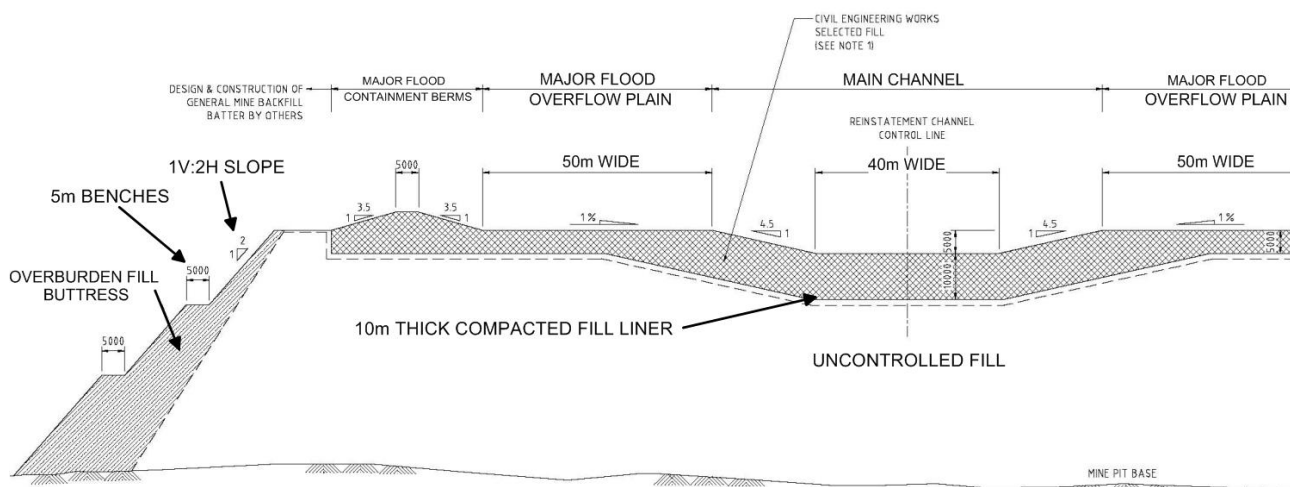 CIVIL ENGINEERING WORKS
SELECTED FILL
(SEE NOTE 1)
DESIGN & CONSTRUCTION OF
GENERAL MINE BACKFILL
BATTER BY OTHERS
MAJOR FLOOD
CONTAINMENT BERMS
MAJOR FLOOD
OVERFLOW PLAIN
MAIN CHANNEL
MAJOR FLOOD
OVERFLOW PLAIN
REINSTATEMENT CHANNEL
CONTROL LINE
1V:2H SLOPE
5000
50m WIDE
40m WIDE
50m WIDE
5m BENCHES
3.5
1
3.5
1
1%
4.5
1
4.5
1
1%
2
1
5000
5000
5000
10000
OVERBURDEN FILL
BUTTRESS
10m THICK COMPACTED FILL LINER
UNCONTROLLED FILL
5000
MINE PIT BASE